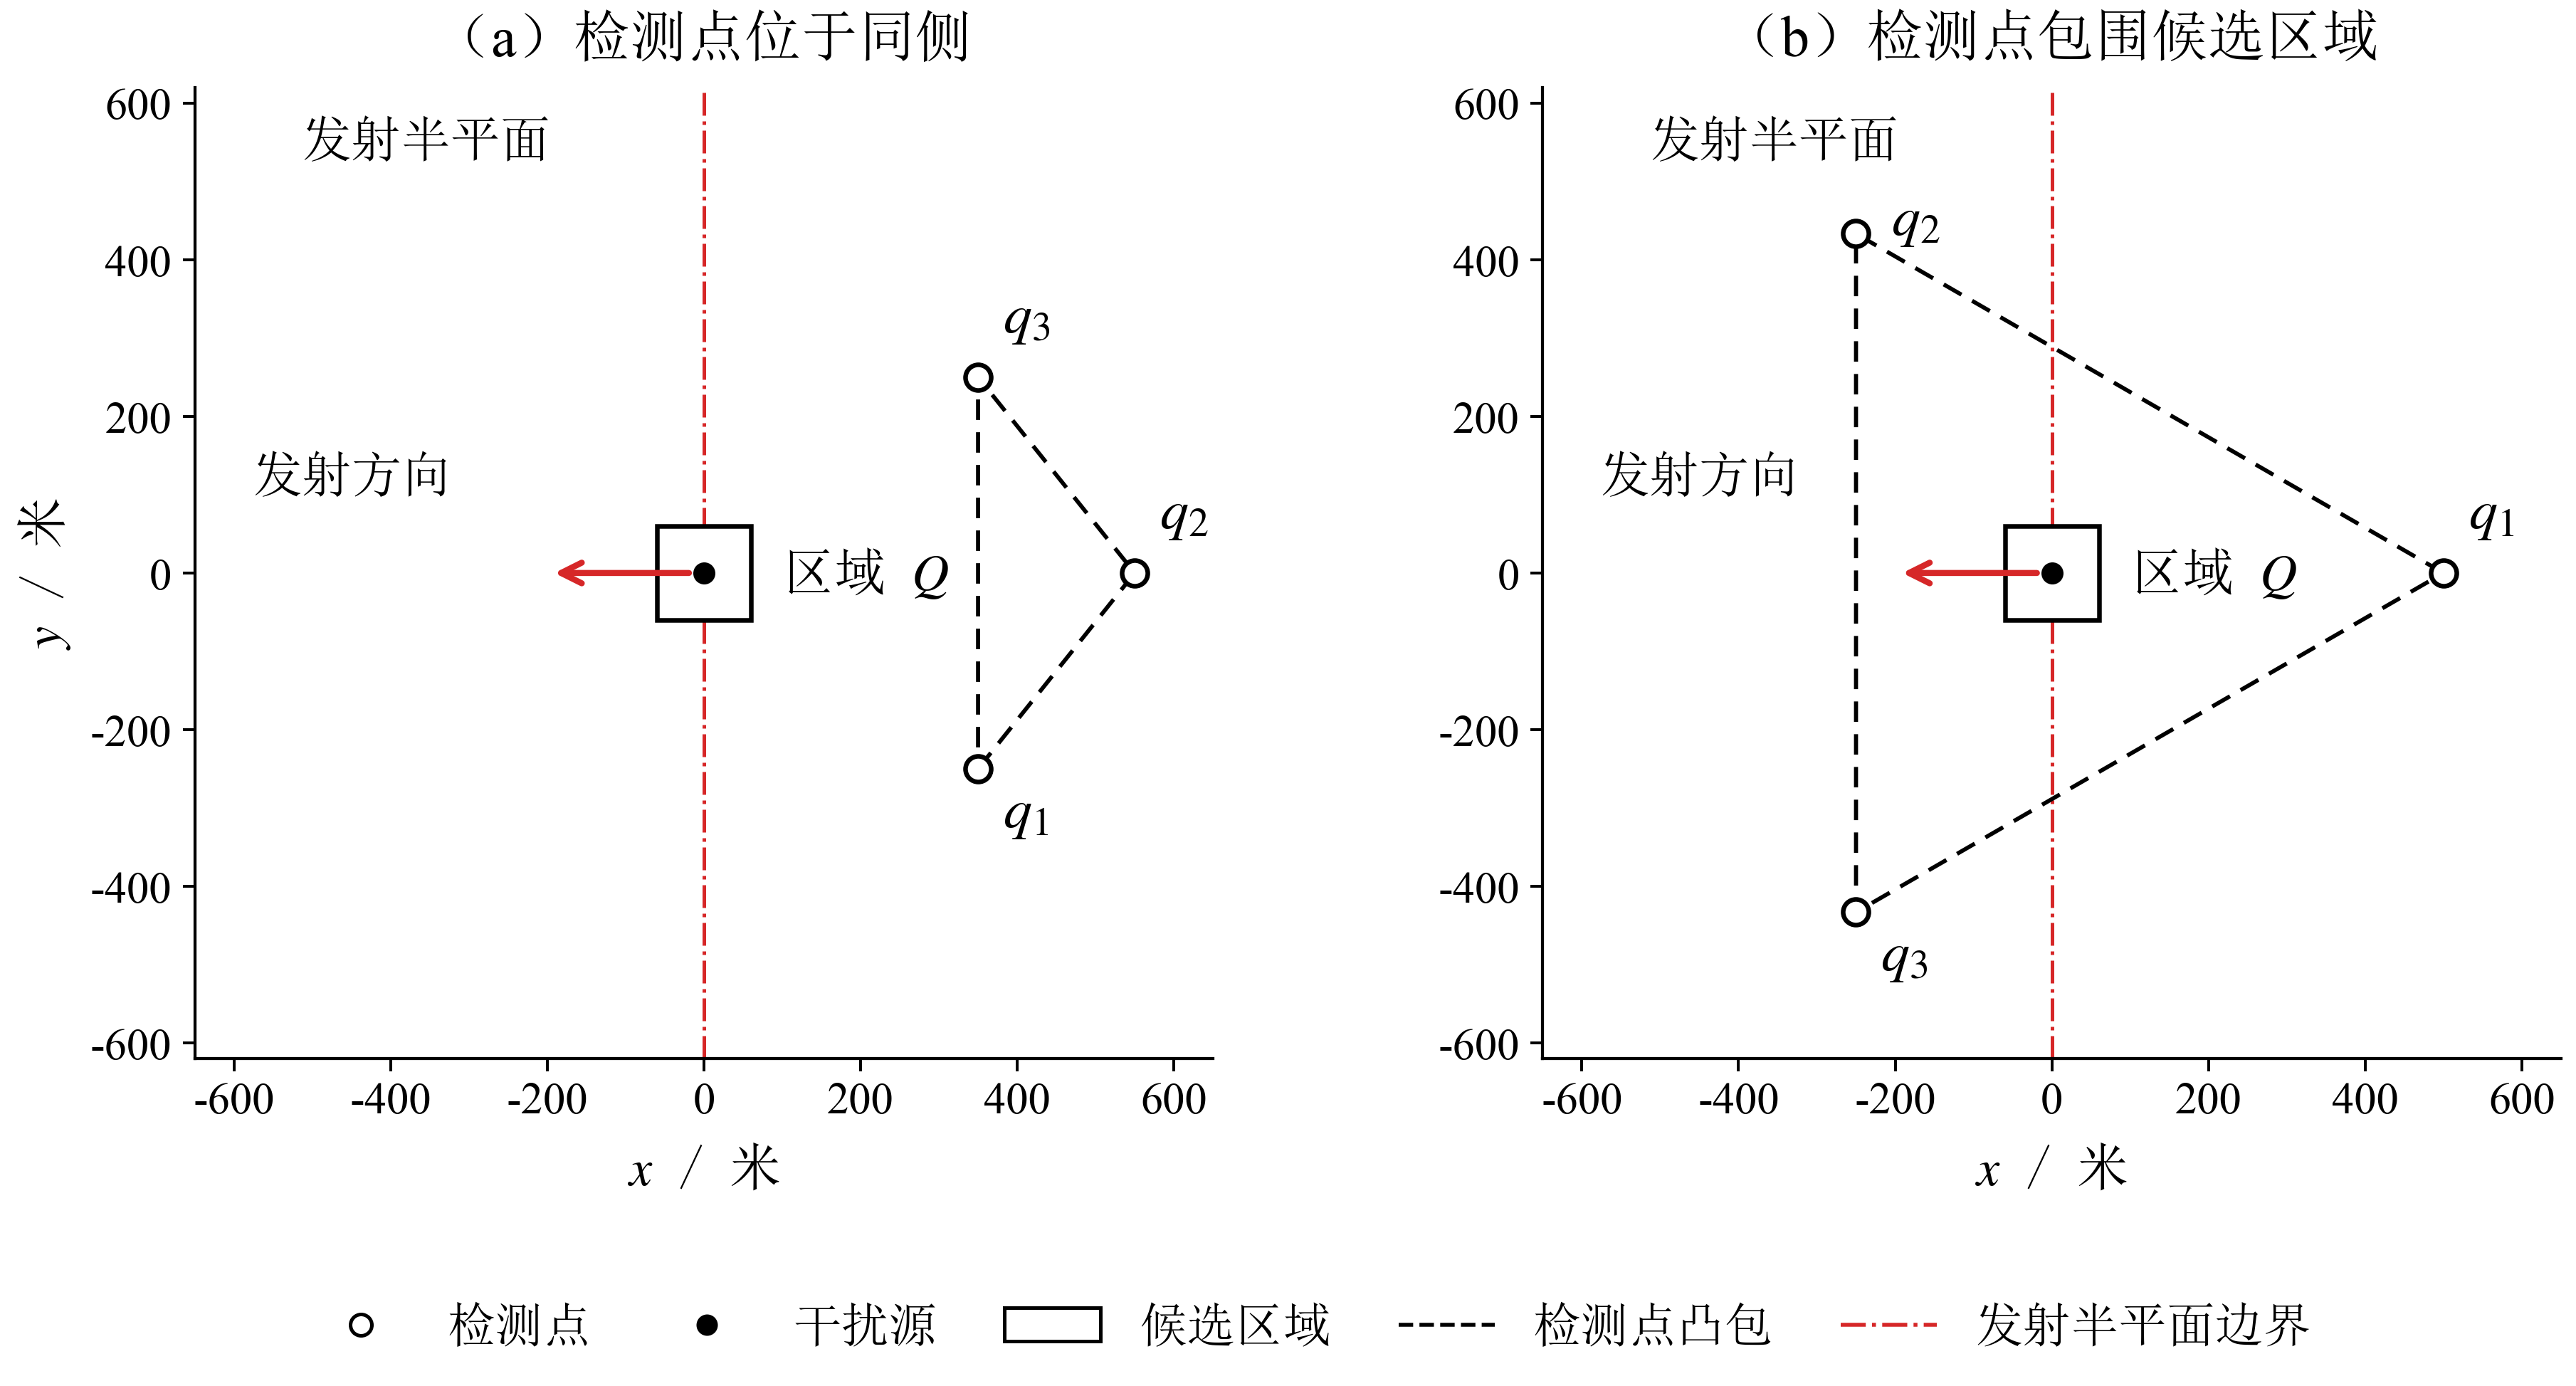 （a）检测点位于同侧
600
400
200
0
-200
-400
-600
y / 米
发射半平面
发射方向
区域 Q
q3
q2
q1
-600 -400 -200 0 200 400 600
x / 米
（b）检测点包围候选区域
600
400
200
0
-200
-400
-600
发射半平面
q2
发射方向
q1
区域 Q
q3
-600 -400 -200 0 200 400 600
x / 米
检测点 干扰源 候选区域 检测点凸包 发射半平面边界